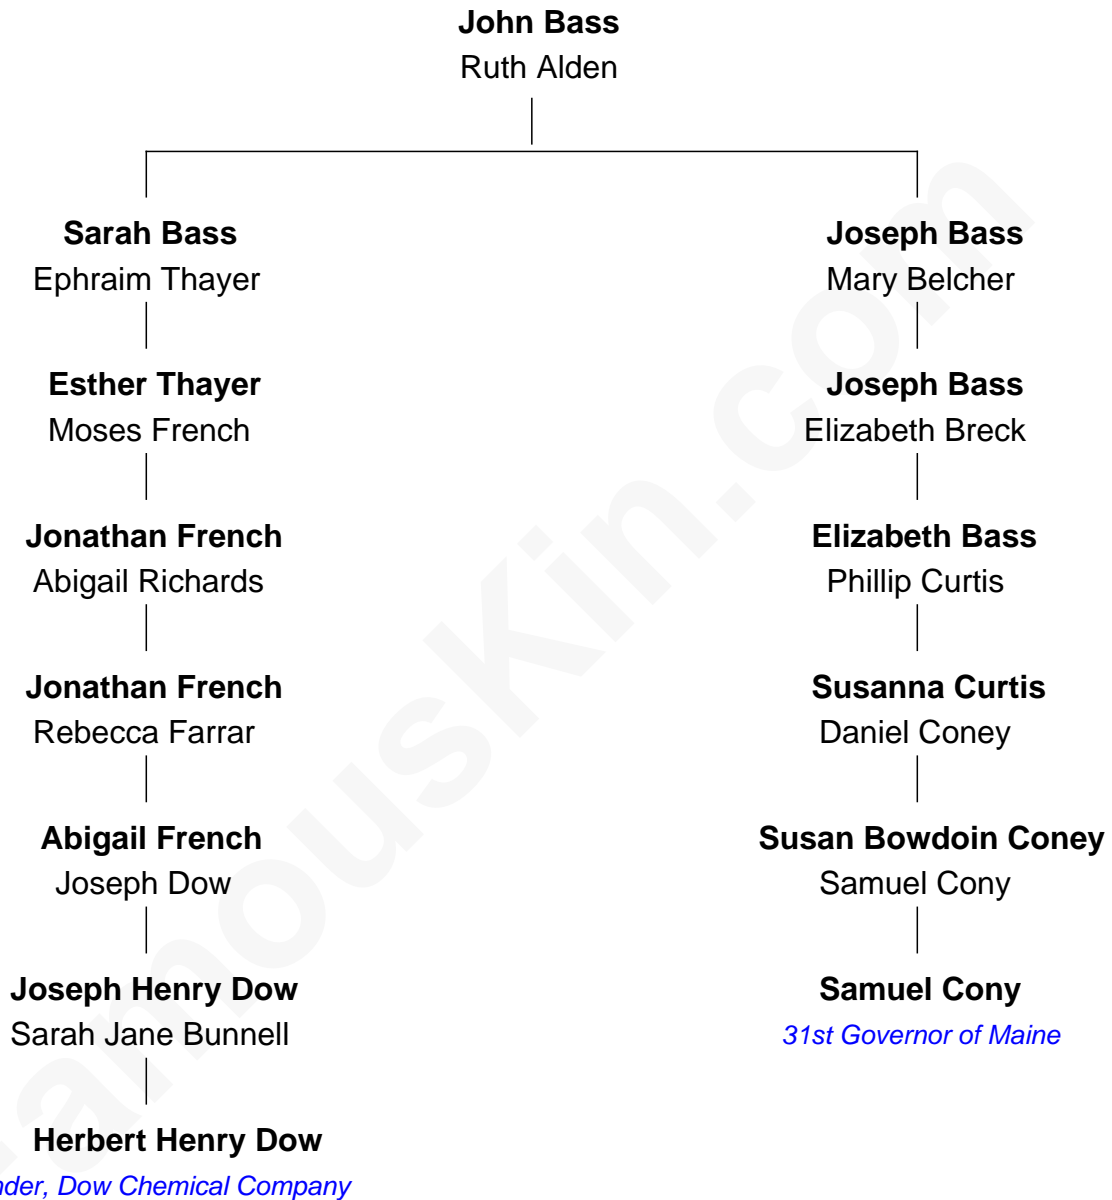 John Bass
Ruth Alden
Sarah Bass
Ephraim Thayer
Joseph Bass
Mary Belcher
Esther Thayer
Moses French
Joseph Bass
Elizabeth Breck
Jonathan French
Abigail Richards
Elizabeth Bass
Phillip Curtis
Jonathan French
Rebecca Farrar
Susanna Curtis
Daniel Coney
Abigail French
Joseph Dow
Susan Bowdoin Coney
Samuel Cony
Joseph Henry Dow
Sarah Jane Bunnell
Samuel Cony
31st Governor of Maine
Herbert Henry Dow
Dow Chemical Company
amouskin.com